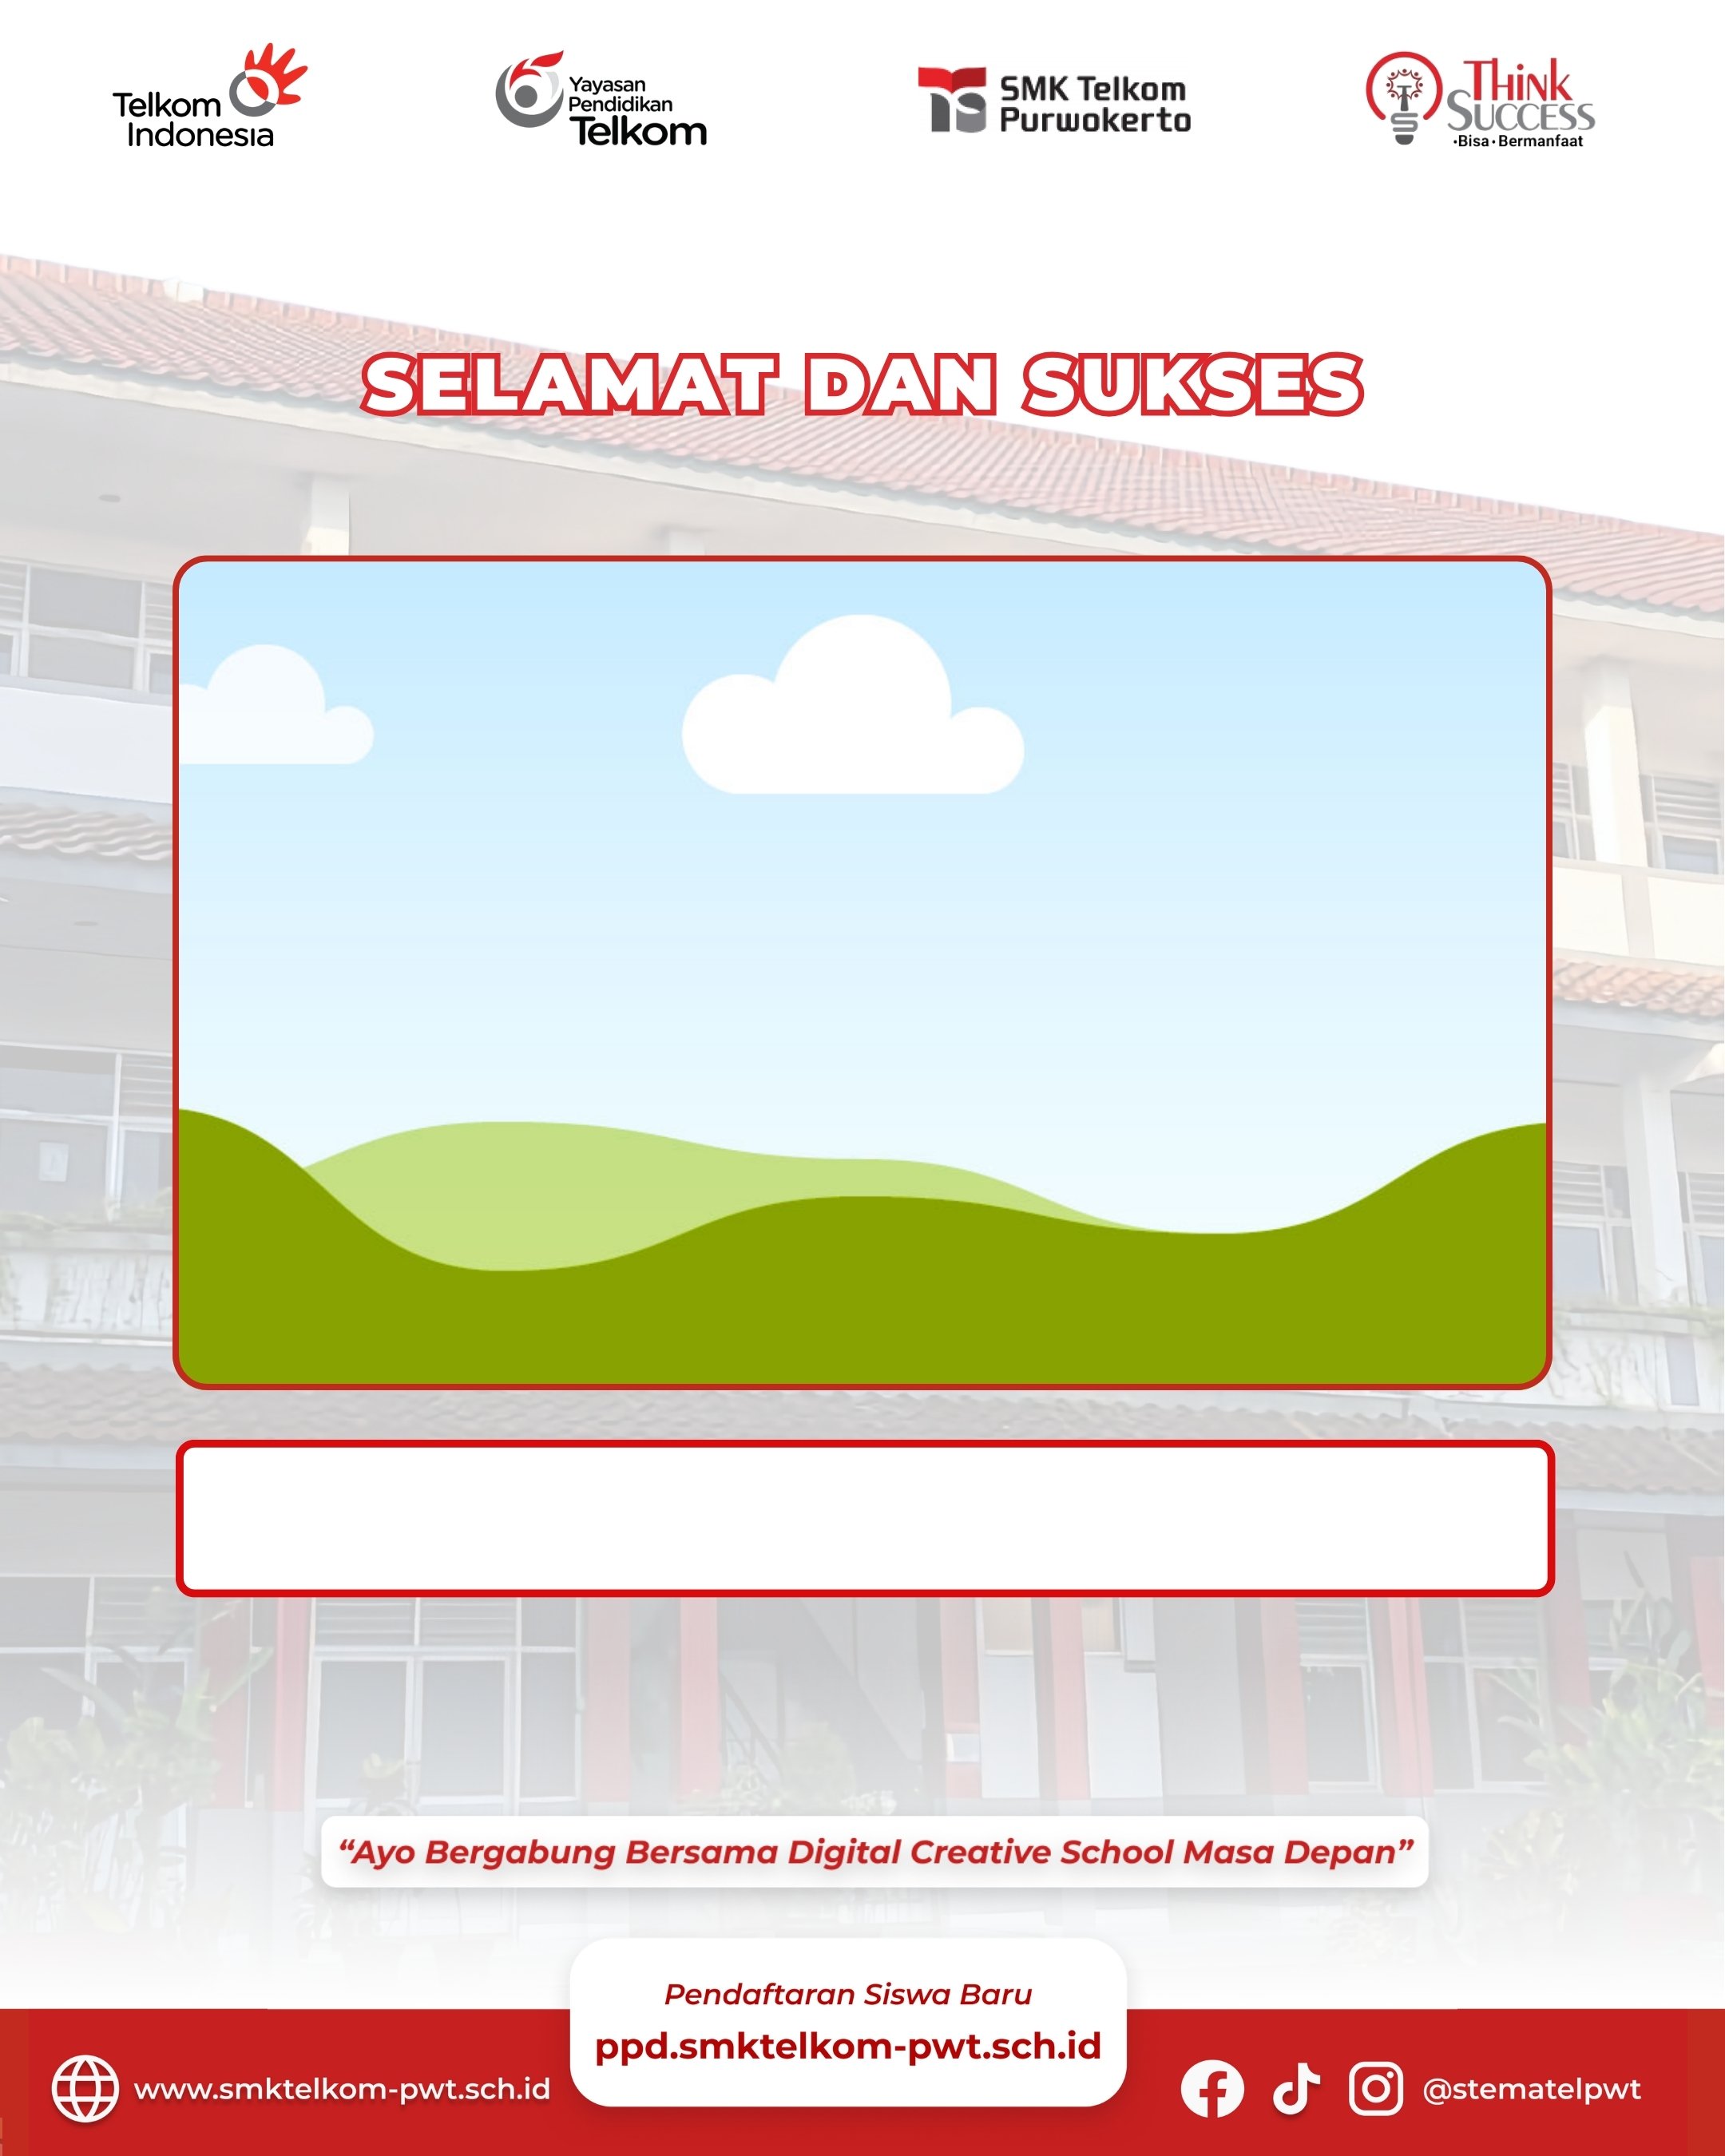 Telkom
Indonesia
Yayasan
Pendidikan
Telkom
SMK Telkom
Purwokerto
THINK
SUCCESS
•Bisa•Bermanfaat
SELAMAT DAN SUKSES
“Ayo Bergabung Bersama Digital Creative School Masa Depan”
Pendaftaran Siswa Baru
ppd.smktelkom-pwt.sch.id
www.smktelkom-pwt.sch.id
@stematelpwt